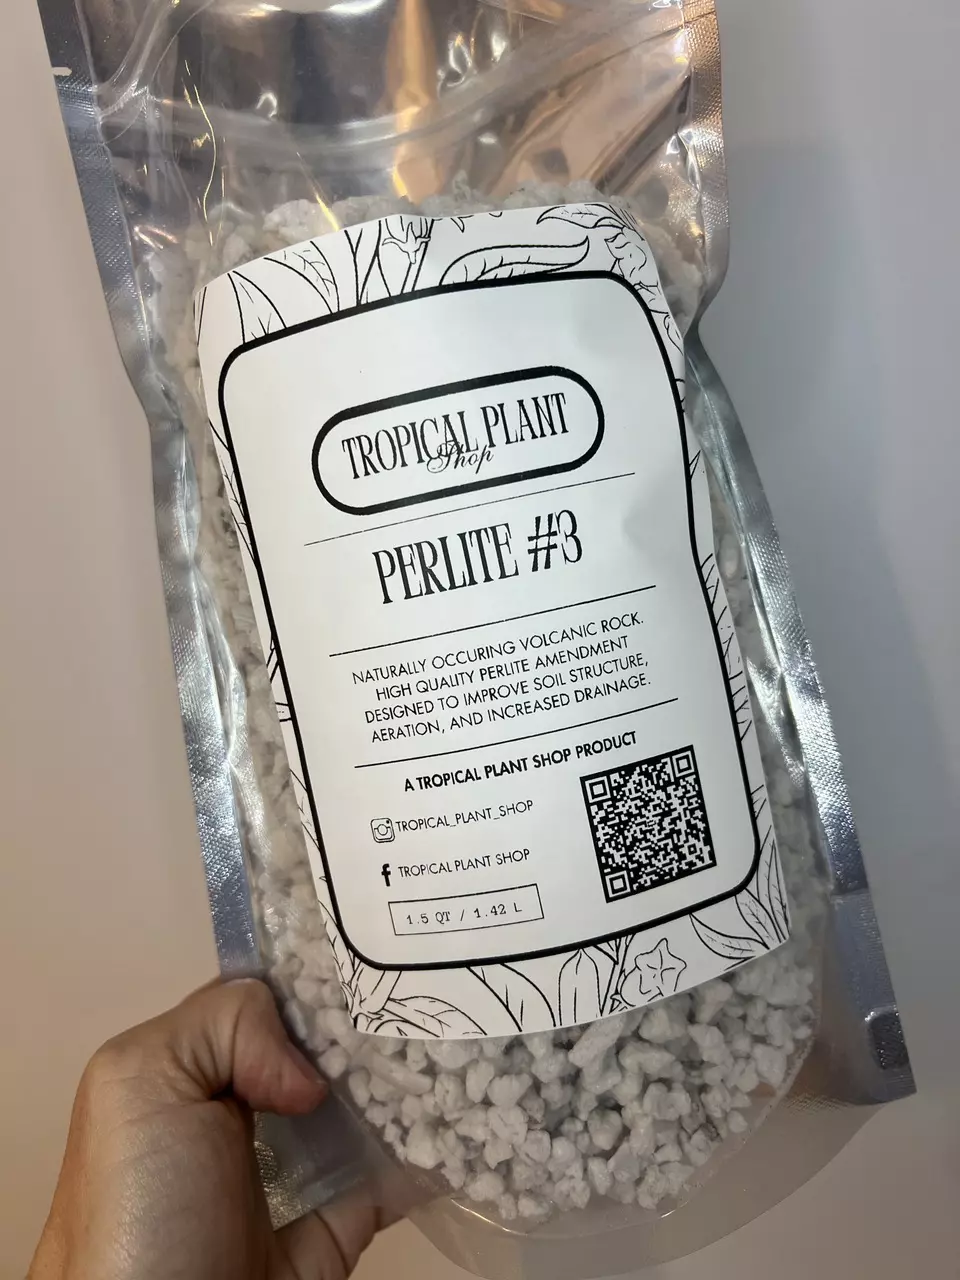 TROPICAL PLANT
Shop
PERLITE #3
NATURALLY OCCURING VOLCANIC ROCK.
HIGH QUALITY PERLITE AMENDMENT
DESIGNED TO IMPROVE SOIL STRUCTURE,
AERATION, AND INCREASED DRAINAGE.
A TROPICAL PLANT SHOP PRODUCT
TROPICAL_PLANT_SHOP
f TROPICAL PLANT SHOP
1.5 QT / 1.42 L